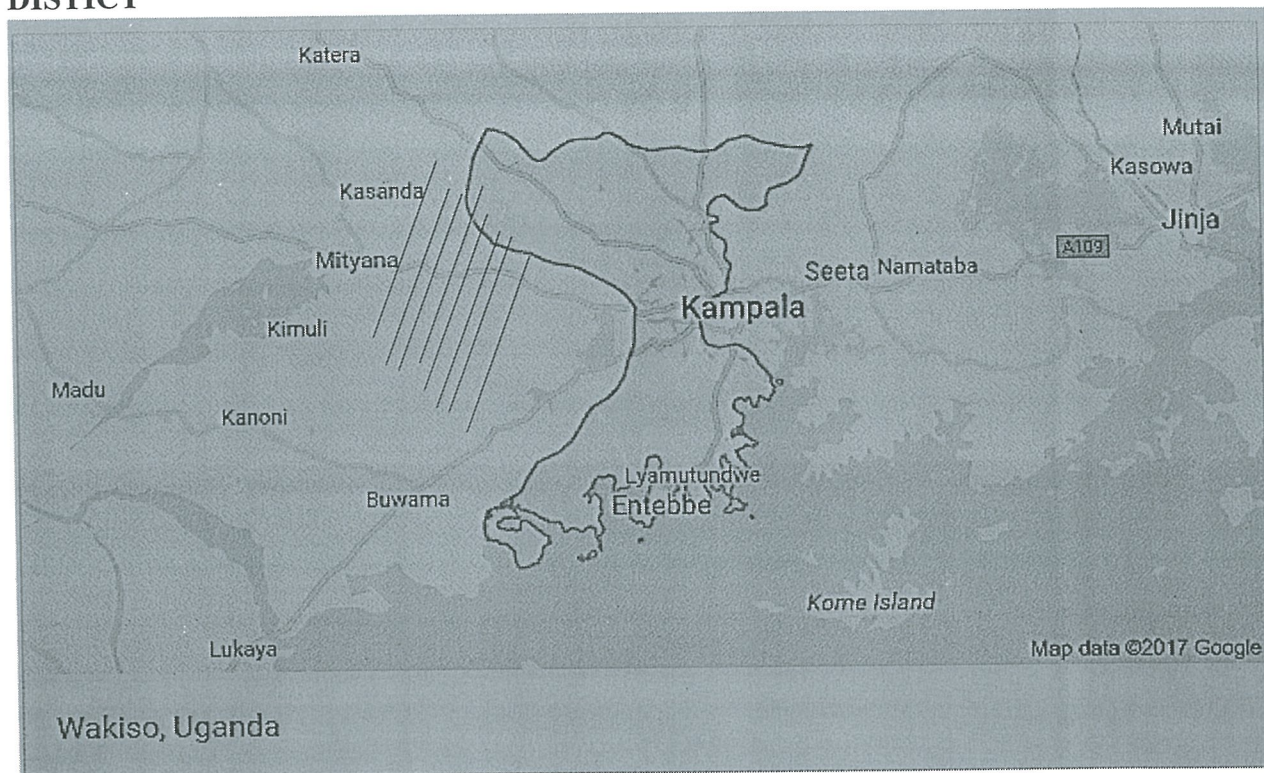 DISTICT
Katera
Mutai
Kasowa
Kasanda
Jinja
A109
Mityana
Seeta
Namataba
Kampala
Kimuli
Madu
Kanoni
Lyamutundwe
Buwama
Entebbe
Kome Island
Lukaya
Map data ©2017 Google
Wakiso, Uganda